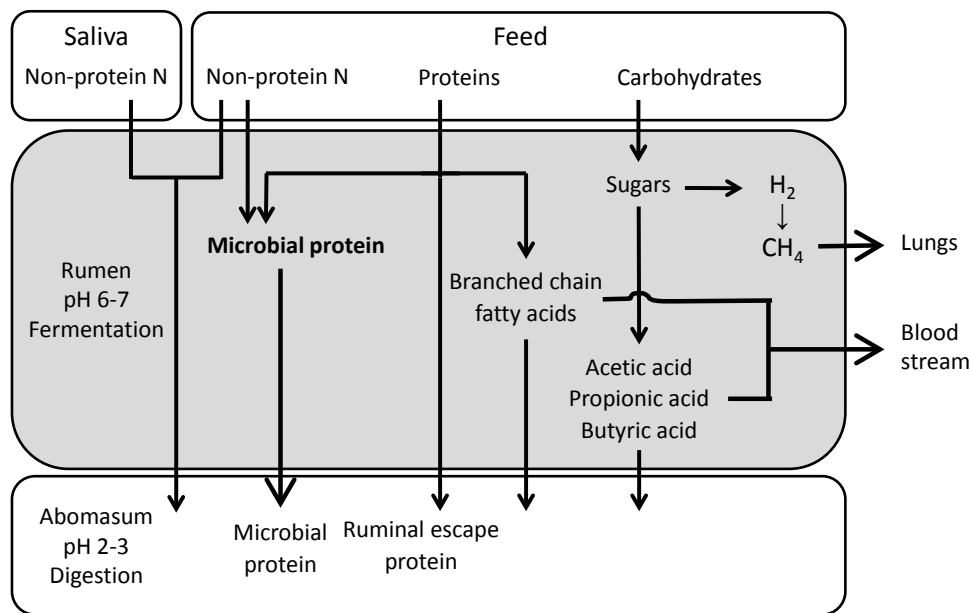 Saliva
Feed
Non-protein N
Non-protein N
Proteins
Carbohydrates
Sugars
H2
↓
CH4
Lungs
Microbial protein
Rumen
pH 6-7
Fermentation
Branched chain
fatty acids
Blood
stream
Acetic acid
Propionic acid
Butyric acid
Abomasum
pH 2-3
Digestion
Microbial
protein
Ruminal escape
protein